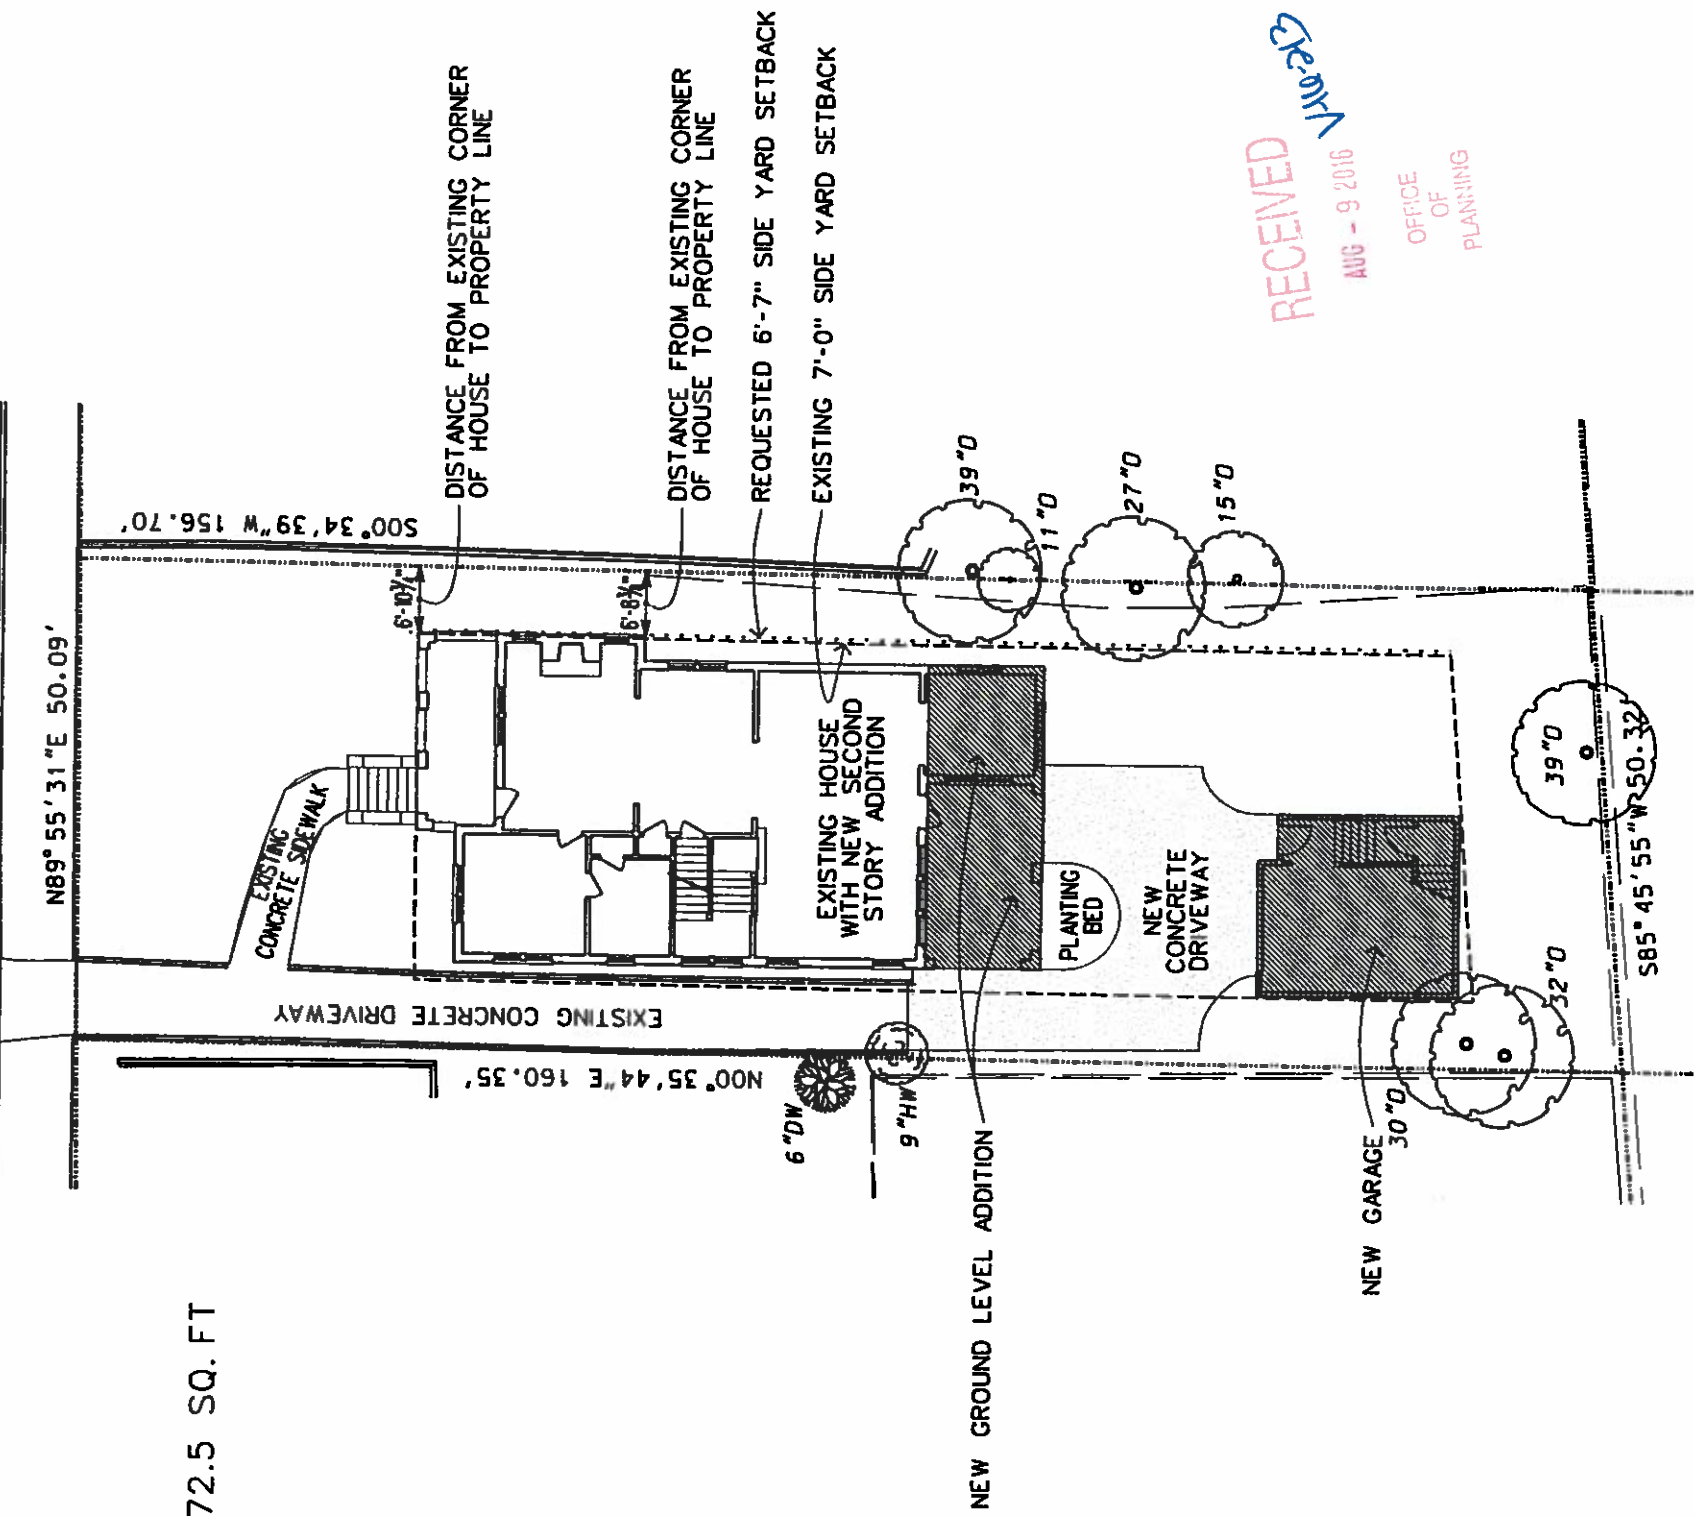 N89°55'31"E 50.09'
S00°34'39"W 156.70'
DISTANCE FROM EXISTING CORNER
OF HOUSE TO PROPERTY LINE
6'-10¾"
DISTANCE FROM EXISTING CORNER
OF HOUSE TO PROPERTY LINE
REQUESTED 6'-7" SIDE YARD SETBACK
EXISTING 7'-0" SIDE YARD SETBACK
EXISTING
CONCRETE SIDEWALK
EXISTING CONCRETE DRIVEWAY
N00°35'44"E 160.35'
EXISTING HOUSE
WITH NEW SECOND
STORY ADDITION
39"O
11"O
27"O
15"O
PLANTING
BED
NEW
CONCRETE
DRIVEWAY
6"DW
9"HW
NEW GROUND LEVEL ADDITION
NEW GARAGE
30"O
32"O
39"O
S85°45'55"W 50.32'
72.5 SQ. FT
RECEIVED
AUG - 9 2016
OFFICE
OF
PLANNING